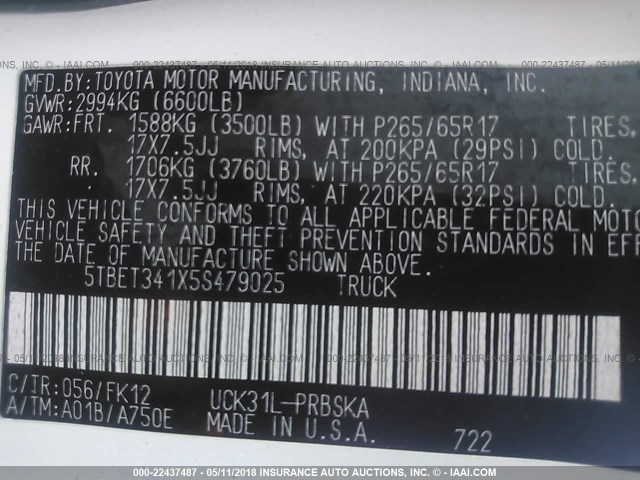 MFD.BY:TOYOTA MOTOR MANUFACTURING, INDIANA, INC.
GVWR:2994KG (6600LB)
GAWR:FRT. 1588KG (3500LB) WITH P265/65R17 TIRES,
17X7.5JJ RIMS, AT 200KPA (29PSI) COLD.
RR. 1706KG (3760LB) WITH P265/65R17 TIRES,
17X7.5JJ RIMS, AT 220KPA (32PSI) COLD.
THIS VEHICLE CONFORMS TO ALL APPLICABLE FEDERAL MOTO
VEHICLE SAFETY AND THEFT PREVENTION STANDARDS IN EFF
THE DATE OF MANUFACTURE SHOWN ABOVE.
5TBET341X5S479025 TRUCK
C/TR:056/FK12 UCK31L-PRBSKA
A/TM:A01B/A750E MADE IN U.S.A. 722
000-22437487 - 05/11/2018 INSURANCE AUTO AUCTIONS CORP. © - IAAI.COM